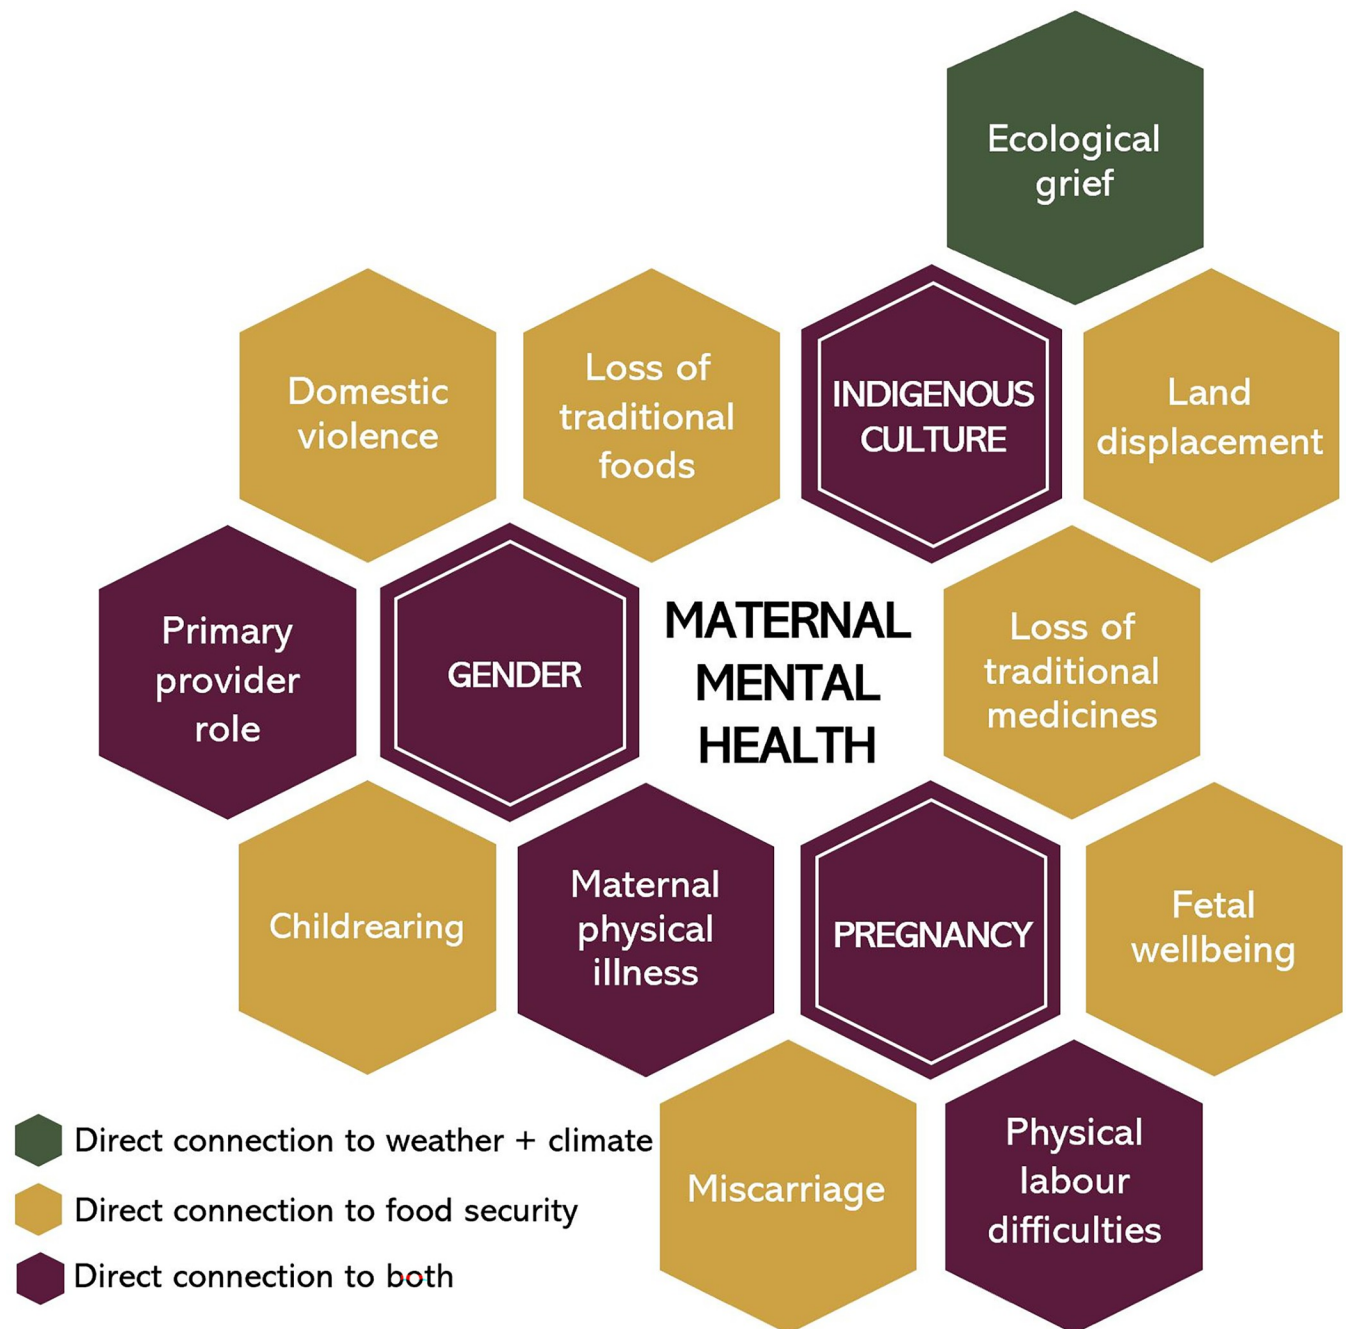 Ecological
grief
Domestic
violence
Loss of
traditional
foods
INDIGENOUS
CULTURE
Land
displacement
Primary
provider
role
GENDER
MATERNAL
MENTAL
HEALTH
Loss of
traditional
medicines
Childrearing
Maternal
physical
illness
PREGNANCY
Fetal
wellbeing
Miscarriage
Physical
labour
difficulties
Direct connection to weather + climate
Direct connection to food security
Direct connection to both